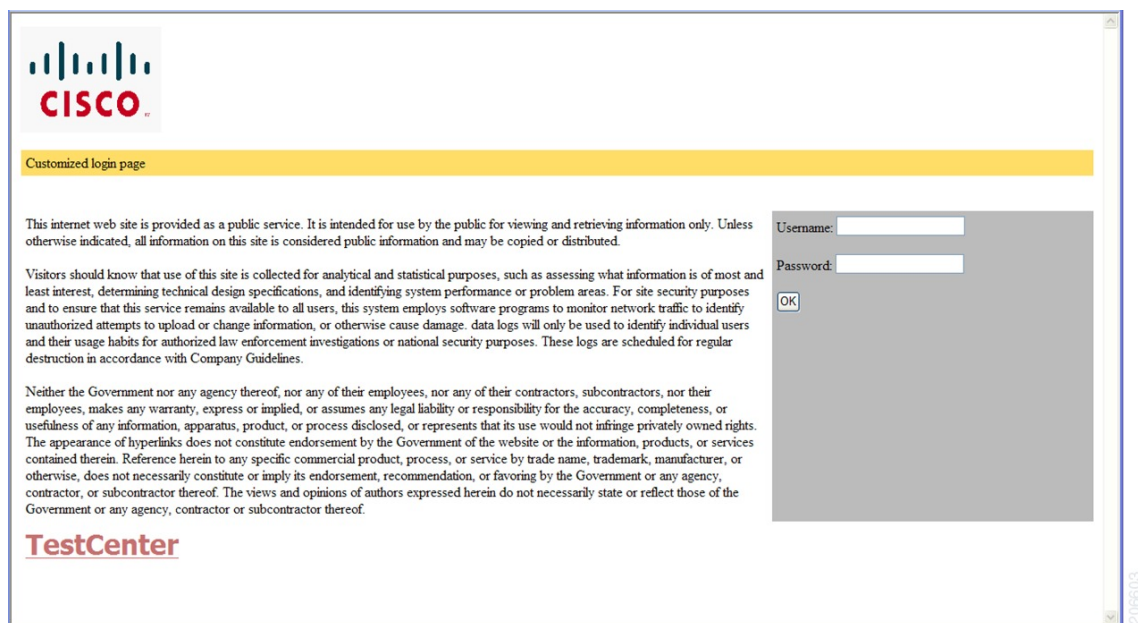 CISCO
Customized login page
This internet web site is provided as a public service. It is intended for use by the public for viewing and retrieving information only. Unless
otherwise indicated, all information on this site is considered public information and may be copied or distributed.
Visitors should know that use of this site is collected for analytical and statistical purposes, such as assessing what information is of most and
least interest, determining technical design specifications, and identifying system performance or problem areas. For site security purposes
and to ensure that this service remains available to all users, this system employs software programs to monitor network traffic to identify
unauthorized attempts to upload or change information, or otherwise cause damage. data logs will only be used to identify individual users
and their usage habits for authorized law enforcement investigations or national security purposes. These logs are scheduled for regular
destruction in accordance with Company Guidelines.
Neither the Government nor any agency thereof, nor any of their employees, nor any of their contractors, subcontractors, nor their
employees, makes any warranty, express or implied, or assumes any legal liability or responsibility for the accuracy, completeness, or
usefulness of any information, apparatus, product, or process disclosed, or represents that its use would not infringe privately owned rights.
The appearance of hyperlinks does not constitute endorsement by the Government of the website or the information, products, or services
contained therein. Reference herein to any specific commercial product, process, or service by trade name, trademark, manufacturer, or
otherwise, does not necessarily constitute or imply its endorsement, recommendation, or favoring by the Government or any agency,
contractor, or subcontractor thereof. The views and opinions of authors expressed herein do not necessarily state or reflect those of the
Government or any agency, contractor or subcontractor thereof.
TestCenter
Username:
Password:
OK
206603